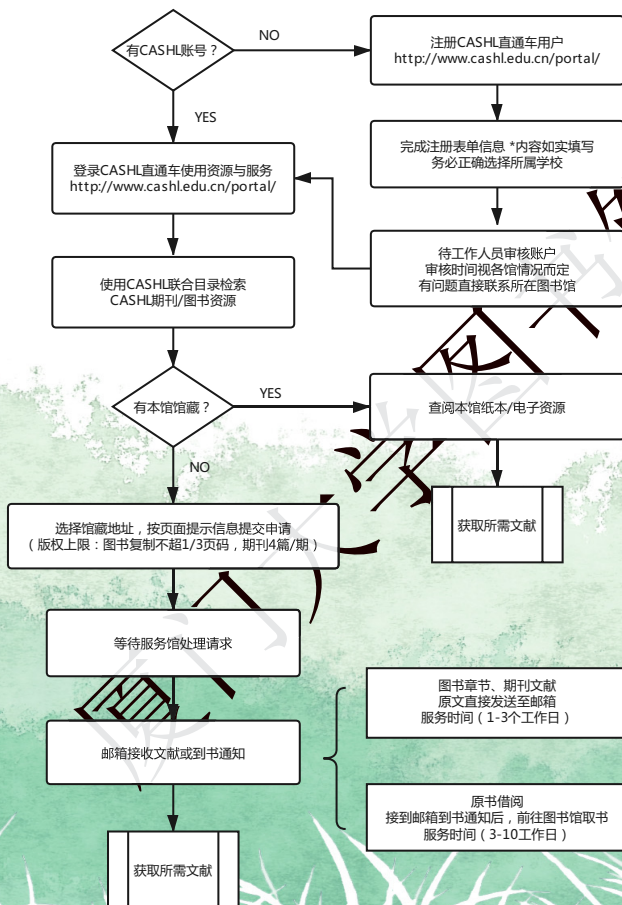 有CASHL账号？
NO
注册CASHL直通车用户
http://www.cashl.edu.cn/portal/
YES
完成注册表单信息 *内容如实填写
务必正确选择所属学校
登录CASHL直通车使用资源与服务
http://www.cashl.edu.cn/portal/
待工作人员审核账户
审核时间视各馆情况而定
有问题直接联系所在图书馆
使用CASHL联合目录检索
CASHL期刊/图书资源
有本馆馆藏？
YES
查阅本馆纸本/电子资源
NO
获取所需文献
选择馆藏地址，按页面提示信息提交申请
（版权上限：图书复制不超1/3页码，期刊4篇/期）
等待服务馆处理请求
图书章节、期刊文献
原文直接发送至邮箱
服务时间（1-3个工作日）
邮箱接收文献或到书通知
原书借阅
接到邮箱到书通知后，前往图书馆取书
服务时间（3-10工作日）
获取所需文献
厦门大学图书